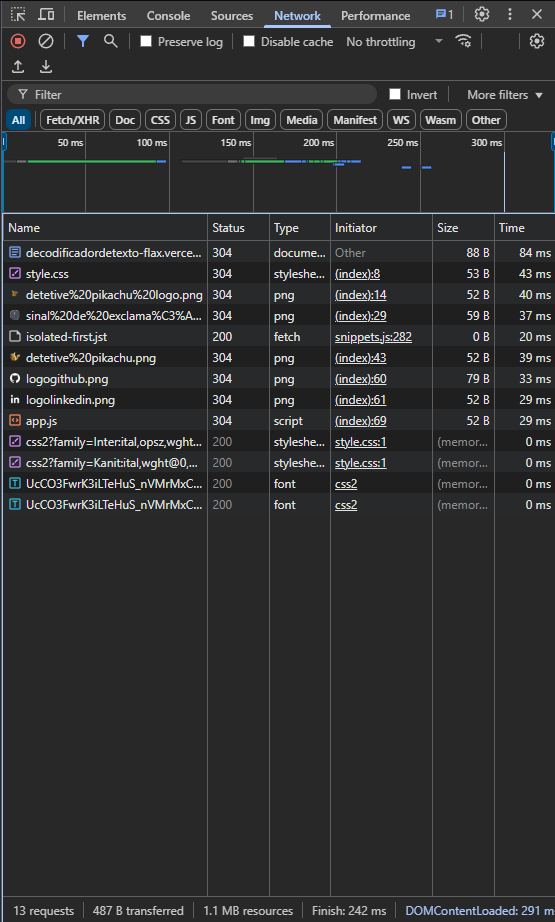 Elements Console Sources Network Performance 1
Preserve log Disable cache No throttling
Filter Invert More filters
All Fetch/XHR Doc CSS JS Font Img Media Manifest WS Wasm Other
50 ms 100 ms 150 ms 200 ms 250 ms 300 ms
Name Status Type Initiator Size Time
decodificadordetexto-flax.verce... 304 docume... Other 88 B 84 ms
style.css 304 styleshe... (index):8 53 B 43 ms
detetive%20pikachu%20logo.png 304 png (index):14 52 B 40 ms
sinal%20de%20exclama%C3%A... 304 png (index):29 59 B 37 ms
isolated-first.jst 200 fetch snippets.js:282 0 B 20 ms
detetive%20pikachu.png 304 png (index):43 52 B 39 ms
logogithub.png 304 png (index):60 79 B 33 ms
logolinkedin.png 304 png (index):61 52 B 29 ms
app.js 304 script (index):69 52 B 29 ms
css2?family=Inter:ital,opsz,wght... 200 styleshe... style.css:1 (memor... 0 ms
css2?family=Kanit:ital,wght@0,... 200 styleshe... style.css:1 (memor... 0 ms
UcCO3FwrK3iLTeHuS_nVMrMxC... 200 font css2 (memor... 0 ms
UcCO3FwrK3iLTeHuS_nVMrMxC... 200 font css2 (memor... 0 ms
13 requests 487 B transferred 1.1 MB resources Finish: 242 ms DOMContentLoaded: 291 m